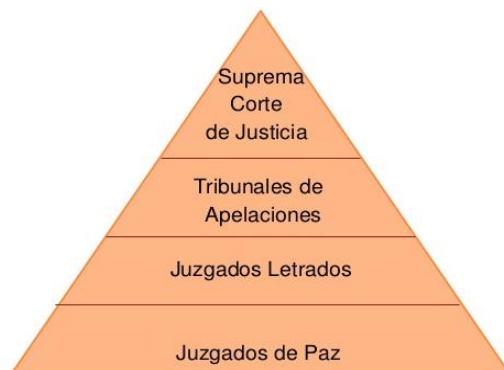 Suprema
Corte
de Justicia
Tribunales de
Apelaciones
Juzgados Letrados
Juzgados de Paz